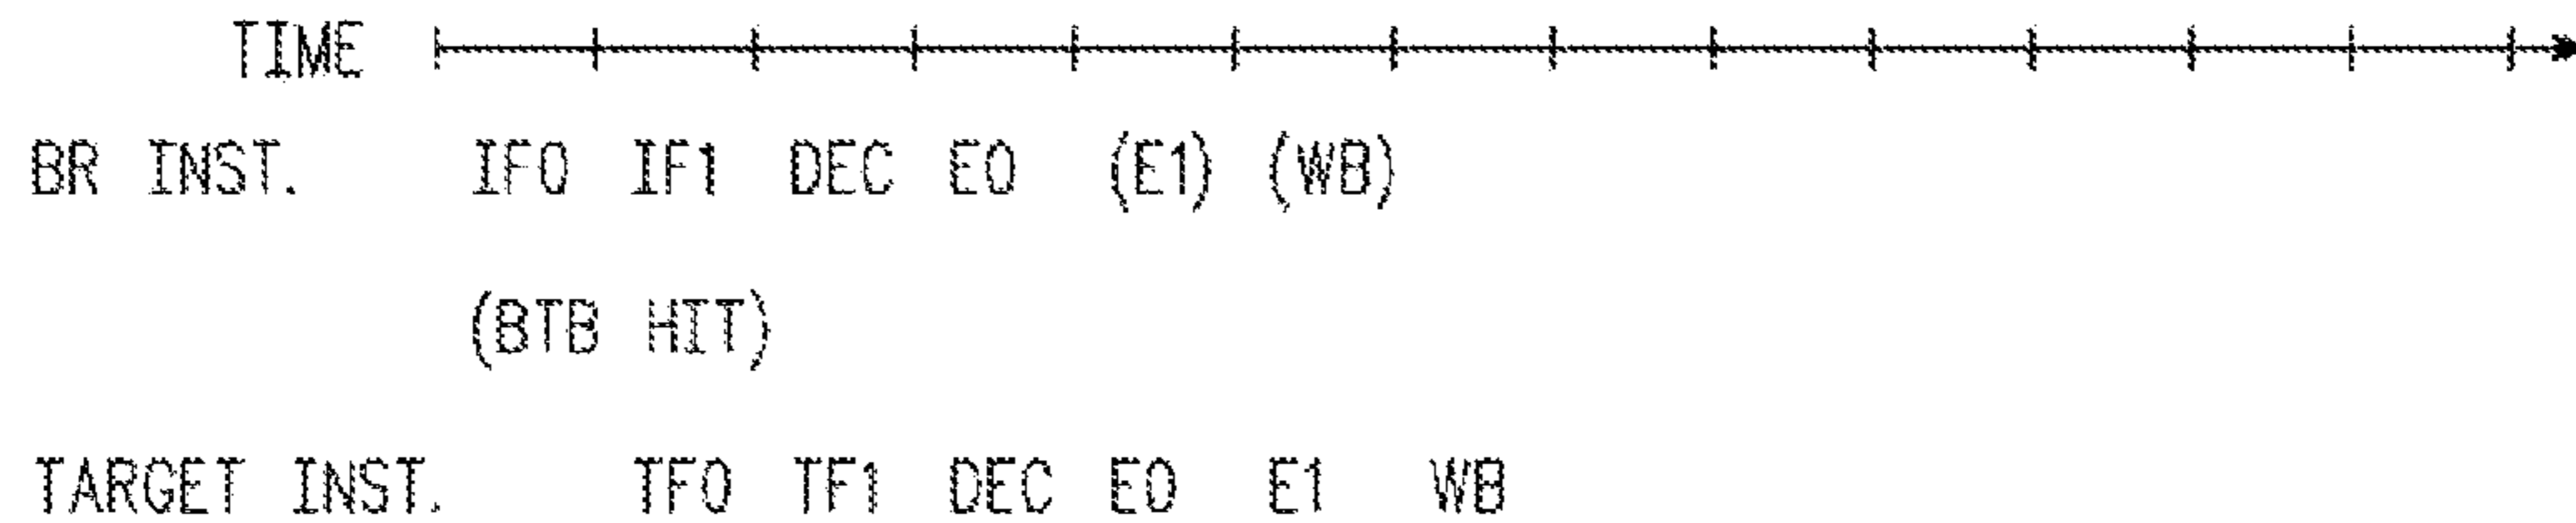 TIME
BR INST. IF0 IF1 DEC E0 (E1) (WB)
(BTB HIT)
TARGET INST. TF0 TF1 DEC E0 E1 WB